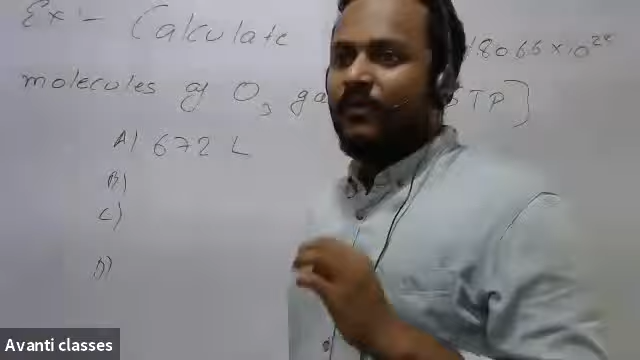 Ex:- Calculate 18066×10²⁴
molecules of O₃ ga STP]
A) 672 L
B)
C)
D)
Avanti classes